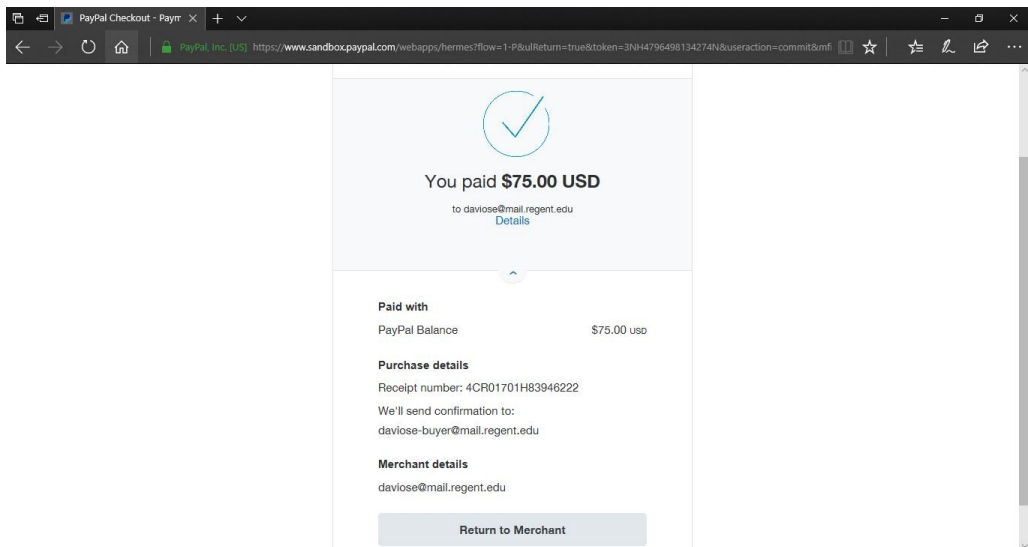 PayPal Checkout - Paym
PayPal, Inc. [US] https://www.sandbox.paypal.com/webapps/hermes?flow=1-P&ulReturn=true&token=3NH4796498134274N&useraction=commit&mfi
You paid $75.00 USD
to daviose@mail.regent.edu
Details
Paid with
PayPal Balance $75.00 USD
Purchase details
Receipt number: 4CR01701H83946222
We'll send confirmation to:
daviose-buyer@mail.regent.edu
Merchant details
daviose@mail.regent.edu
Return to Merchant